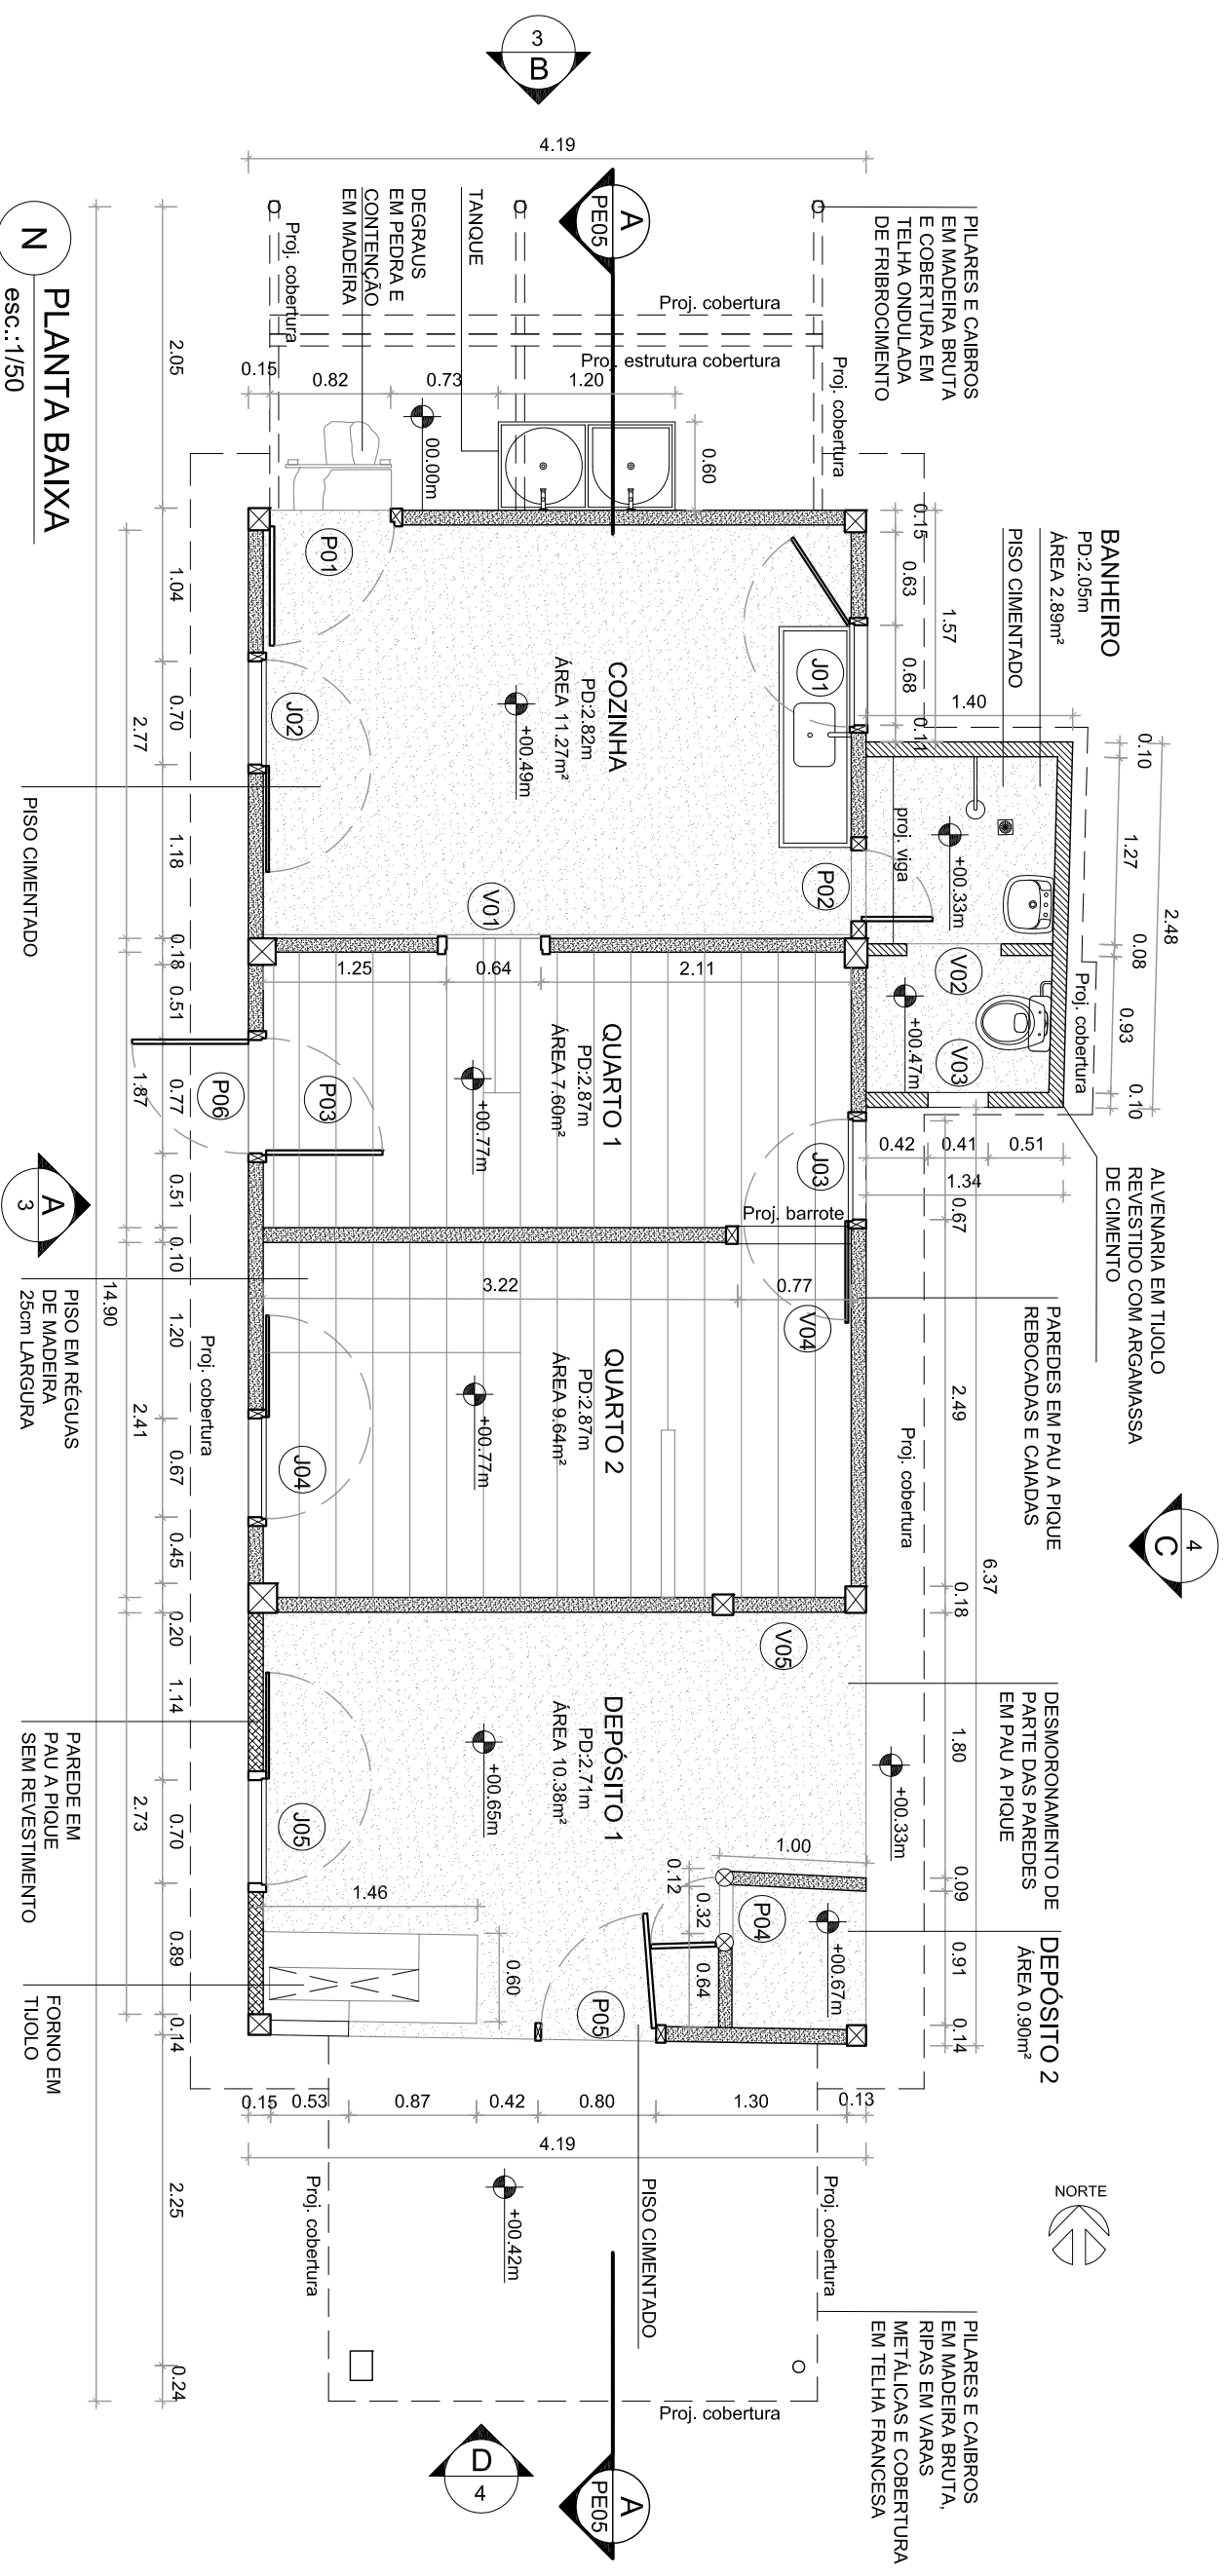 3
B
4.19
A
PE05
PILARES E CAIBROS
EM MADEIRA BRUTA
E COBERTURA EM
TELHA ONDULADA
DE FRIBROCIMENTO
TANQUE
DEGRAUS
EM PEDRA E
CONTENÇÃO
EM MADEIRA
Proj. cobertura
Proj. cobertura
Proj. estrutura cobertura
Proj. cobertura
0.15
0.82
0.73
1.20
0.60
00.00m
N
PLANTA BAIXA
esc.:1/50
BANHEIRO
PD:2.05m
ÁREA 2.89m²
PISO CIMENTADO
0.15
0.63
1.57
0.68
0.11
1.40
0.10
1.27
2.48
0.08
0.93
0.10
proj. viga
+00.33m
V02
+00.47m
V03
Proj. cobertura
0.42
0.41
0.51
1.34
ALVENARIA EM TIJOLO
REVESTIDO COM ARGAMASSA
DE CIMENTO
P01
J02
J01
P02
COZINHA
PD:2.82m
ÁREA 11.27m²
+00.49m
V01
PISO CIMENTADO
1.25
0.64
2.11
QUARTO 1
PD:2.87m
ÁREA 7.60m²
+00.77m
P03
P06
J03
Proj. barrote
3.22
0.77
V04
QUARTO 2
PD:2.87m
ÁREA 9.64m²
+00.77m
J04
PAREDES EM PAU A PIQUE
REBOCADAS E CAIADAS
0.67
2.49
Proj. cobertura
6.37
0.18
1.80
0.09
0.91
0.14
4
C
A
3
PISO EM RÉGUAS
DE MADEIRA
25cm LARGURA
Proj. cobertura
2.05
1.04
0.70
1.18
0.18
0.51
0.77
0.51
0.10
1.20
0.67
0.45
0.20
1.14
0.70
0.89
0.14
2.25
0.24
2.77
1.87
2.41
2.73
14.90
V05
DEPÓSITO 1
PD:2.71m
ÁREA 10.38m²
+00.65m
J05
DESMORONAMENTO DE
PARTE DAS PAREDES
EM PAU A PIQUE
+00.33m
1.00
0.12
0.32
0.64
P04
+00.67m
DEPÓSITO 2
ÁREA 0.90m²
1.46
0.60
P05
PAREDE EM
PAU A PIQUE
SEM REVESTIMENTO
FORNO EM
TIJOLO
0.15
0.53
0.87
0.42
0.80
1.30
0.13
4.19
Proj. cobertura
+00.42m
PISO CIMENTADO
Proj. cobertura
NORTE
PILARES E CAIBROS
EM MADEIRA BRUTA,
RIPAS EM VARAS
METÁLICAS E COBERTURA
EM TELHA FRANCESA
Proj. cobertura
D
4
A
PE05